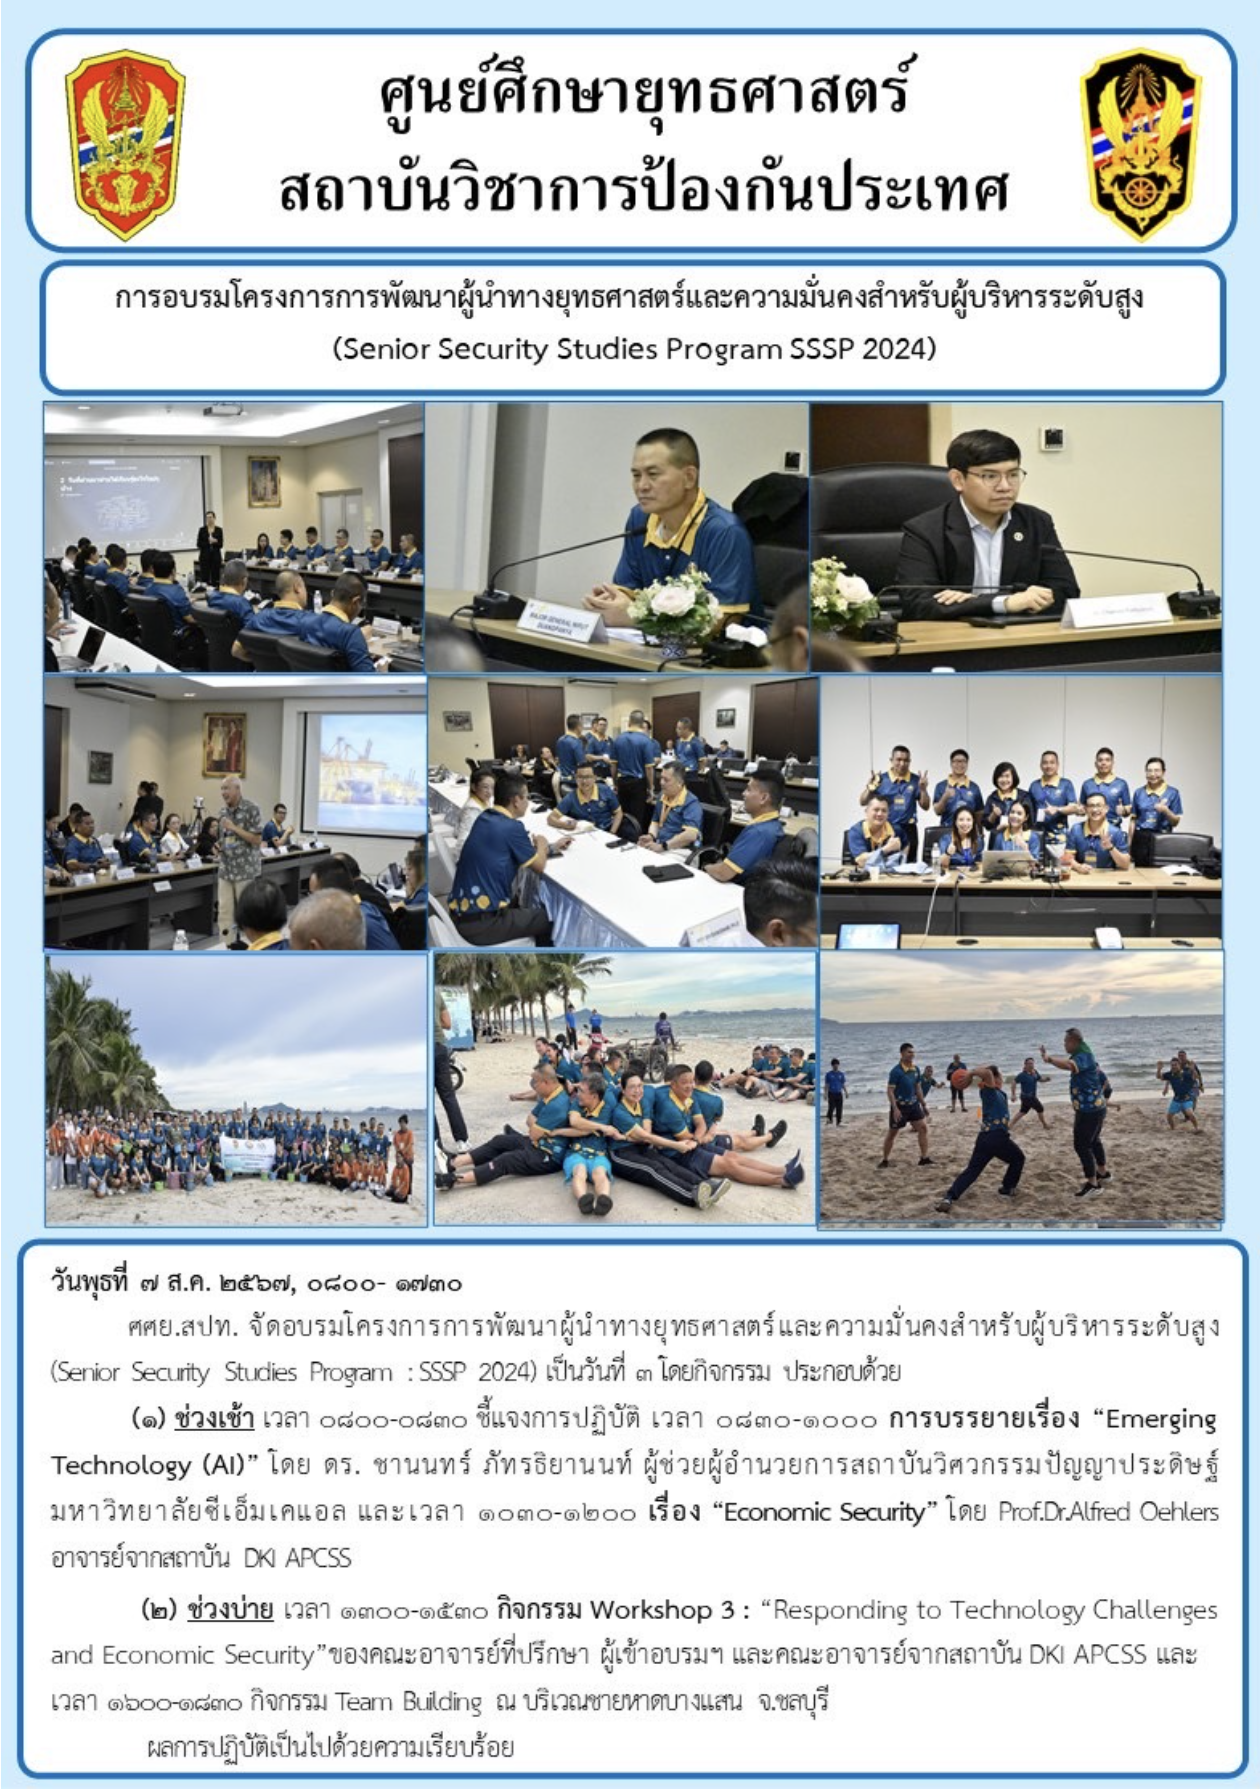 ศูนย์ศึกษายุทธศาสตร์
สถาบันวิชาการป้องกันประเทศ
การอบรมโครงการการพัฒนาผู้นำทางยุทธศาสตร์และความมั่นคงสำหรับผู้บริหารระดับสูง
(Senior Security Studies Program SSSP 2024)
MAJOR GENERAL NIPUT
วันพุธที่ ๗ ส.ค. ๒๕๖๗, ๐๘๐๐- ๑๗๓๐
ศศย.สปท. จัดอบรมโครงการการพัฒนาผู้นำทางยุทธศาสตร์และความมั่นคงสำหรับผู้บริหารระดับสูง
(Senior Security Studies Program : SSSP 2024) เป็นวันที่ ๓ โดยกิจกรรม ประกอบด้วย
(๑) ช่วงเช้า เวลา ๐๘๐๐-๐๘๓๐ ชี้แจงการปฏิบัติ เวลา ๐๘๓๐-๑๐๐๐ การบรรยายเรื่อง “Emerging
Technology (AI)” โดย ดร. ชานนทร์ ภัทรธิยานนท์ ผู้ช่วยผู้อำนวยการสถาบันวิศวกรรมปัญญาประดิษฐ์
มหาวิทยาลัยซีเอ็มเคแอล และเวลา ๑๐๓๐-๑๒๐๐ เรื่อง “Economic Security” โดย Prof.Dr.Alfred Oehlers
อาจารย์จากสถาบัน DKI APCSS
(๒) ช่วงบ่าย เวลา ๑๓๐๐-๑๕๓๐ กิจกรรม Workshop 3 : “Responding to Technology Challenges
and Economic Security”ของคณะอาจารย์ที่ปรึกษา ผู้เข้าอบรมฯ และคณะอาจารย์จากสถาบัน DKI APCSS และ
เวลา ๑๖๐๐-๑๘๓๐ กิจกรรม Team Building ณ บริเวณชายหาดบางแสน จ.ชลบุรี
ผลการปฏิบัติเป็นไปด้วยความเรียบร้อย